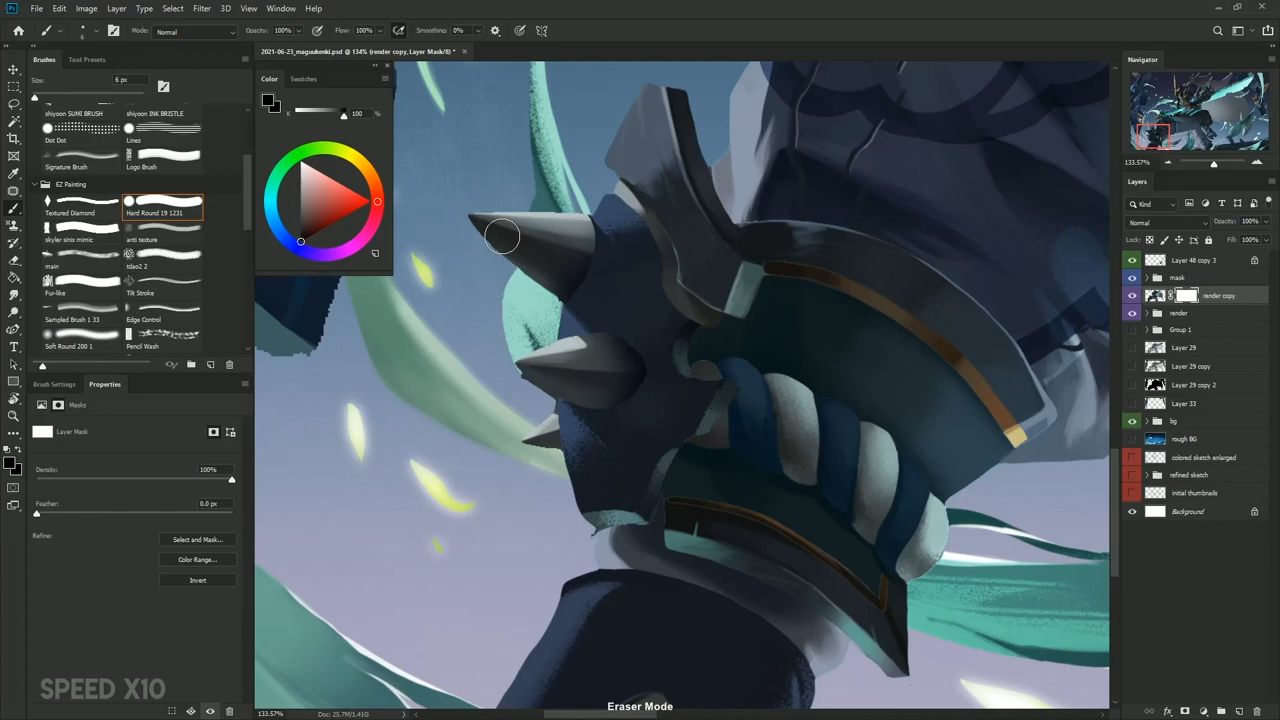 Ps File Edit Image Layer Type Select Filter 3D View Window Help
6 Mode: Normal Opacity: 100% Flow: 100% Smoothing: 0%
2021-06-23_maguukenki.psd @ 134% (render copy, Layer Mask/8) *
Brushes Tool Presets
Size: 6 px
shiyoon SUMI BRUSH shiyoon INK BRISTLE
Dot Dot Lines
Signature Brush Logo Brush
EZ Painting
Textured Diamond Hard Round 19 1231
skyler sinix mimic anti texture
main tdao2 2
Fur-like Tilt Stroke
Sampled Brush 1 33 Edge Control
Soft Round 200 1 Pencil Wash
Brush Settings Properties
Masks
Layer Mask
Density: 100%
Feather: 0.0 px
Refine: Select and Mask...
Color Range...
Invert
SPEED X10
Color Swatches
K 100 %
Eraser Mode
133.57% Doc: 25.7M/1.41G
Navigator
133.57%
Layers
Kind
Normal Opacity: 100%
Lock: Fill: 100%
Layer 48 copy 3
mask
render copy
render
Group 1
Layer 29
Layer 29 copy
Layer 29 copy 2
Layer 33
bg
rough BG
colored sketch enlarged
refined sketch
initial thumbnails
Background
fx